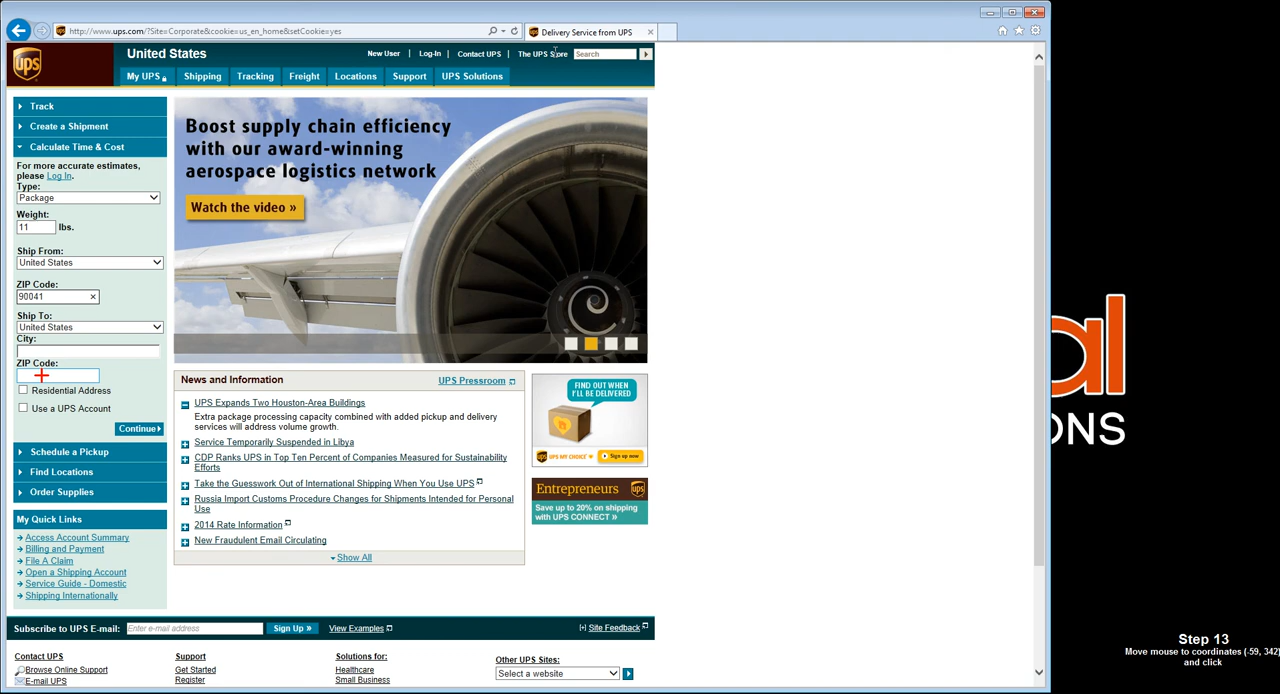 http://www.ups.com/?Site=Corporate&cookie=us_en_home&setCookie=yes
Delivery Service from UPS
ups
United States
New User
Log-In
Contact UPS
The UPS Store
Search
My UPS
Shipping
Tracking
Freight
Locations
Support
UPS Solutions
Track
Create a Shipment
Calculate Time & Cost
For more accurate estimates,
please Log In.
Type:
Package
Weight:
11 lbs.
Ship From:
United States
ZIP Code:
90041
Ship To:
United States
City:
ZIP Code:
Residential Address
Use a UPS Account
Continue
Schedule a Pickup
Find Locations
Order Supplies
My Quick Links
Access Account Summary
Billing and Payment
File A Claim
Open a Shipping Account
Service Guide - Domestic
Shipping Internationally
Boost supply chain efficiency
with our award-winning
aerospace logistics network
Watch the video »
News and Information
UPS Pressroom
UPS Expands Two Houston-Area Buildings
Extra package processing capacity combined with added pickup and delivery
services will address volume growth.
Service Temporarily Suspended in Libya
CDP Ranks UPS in Top Ten Percent of Companies Measured for Sustainability
Efforts
Take the Guesswork Out of International Shipping When You Use UPS
Russia Import Customs Procedure Changes for Shipments Intended for Personal
Use
2014 Rate Information
New Fraudulent Email Circulating
Show All
FIND OUT WHEN
I'LL BE DELIVERED
UPS MY CHOICE
Sign up now
Entrepreneurs
Save up to 20% on shipping
with UPS CONNECT »
Subscribe to UPS E-mail:
Enter e-mail address
Sign Up »
View Examples
[+] Site Feedback
Contact UPS
Browse Online Support
E-mail UPS
Support
Get Started
Register
Solutions for:
Healthcare
Small Business
Other UPS Sites:
Select a website
al
ONS
Step 13
Move mouse to coordinates (-59, 342)
and click